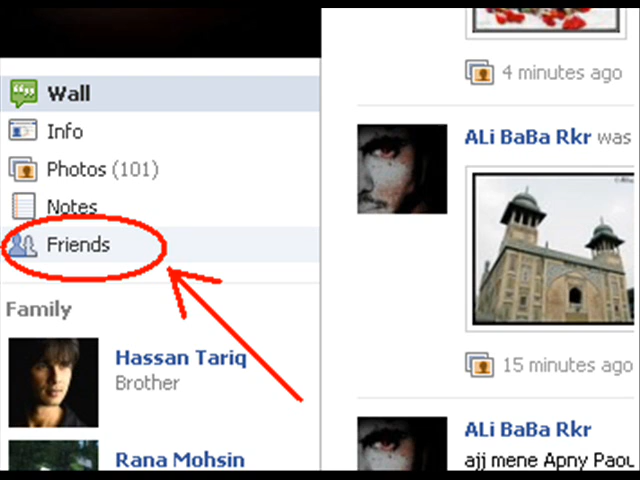 Wall
Info
Photos (101)
Notes
Friends
Family
Hassan Tariq
Brother
Rana Mohsin
4 minutes ago
ALi BaBa Rkr was
15 minutes ago
ALi BaBa Rkr
ajj mene Apny Paou